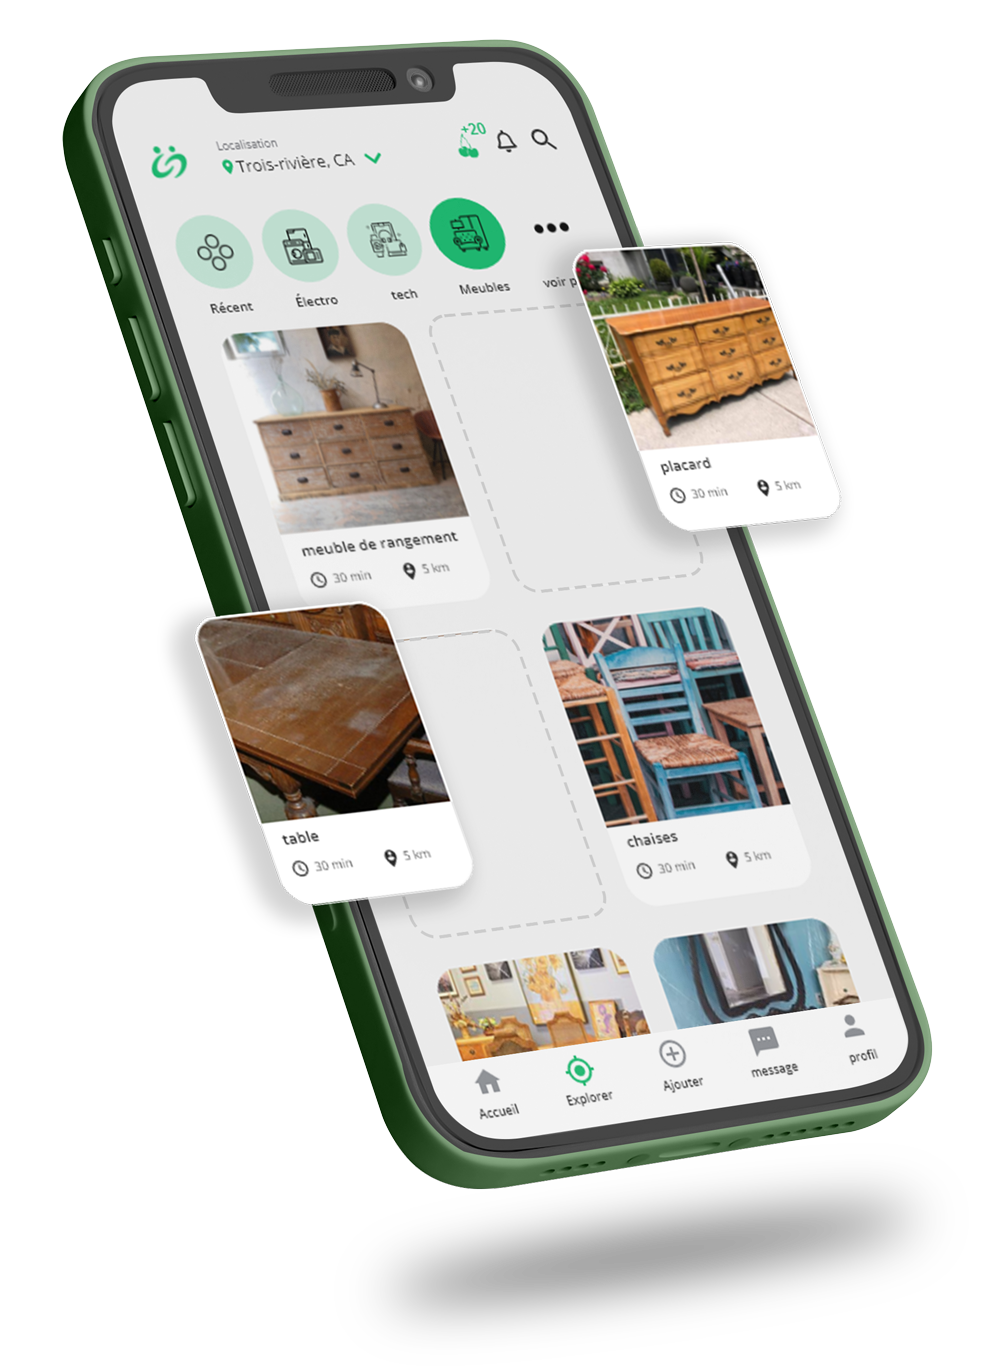 Localisation
Trois-rivière, CA
+20
Récent
Électro
tech
Meubles
voir p
meuble de rangement
30 min
5 km
placard
30 min
5 km
table
30 min
5 km
chaises
30 min
5 km
Accueil
Explorer
Ajouter
message
profil